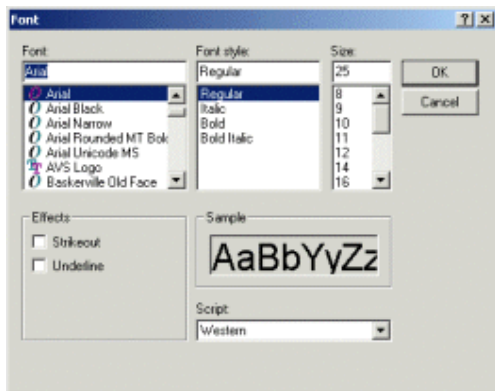 Font
? x
Font:
Arial
Arial
Arial Black
Arial Narrow
Arial Rounded MT Bold
Arial Unicode MS
AVS Logo
Baskerville Old Face
Font style:
Regular
Regular
Italic
Bold
Bold Italic
Size:
25
8
9
10
11
12
14
16
OK
Cancel
Effects
Strikeout
Underline
Sample
AaBbYyZz
Script:
Western